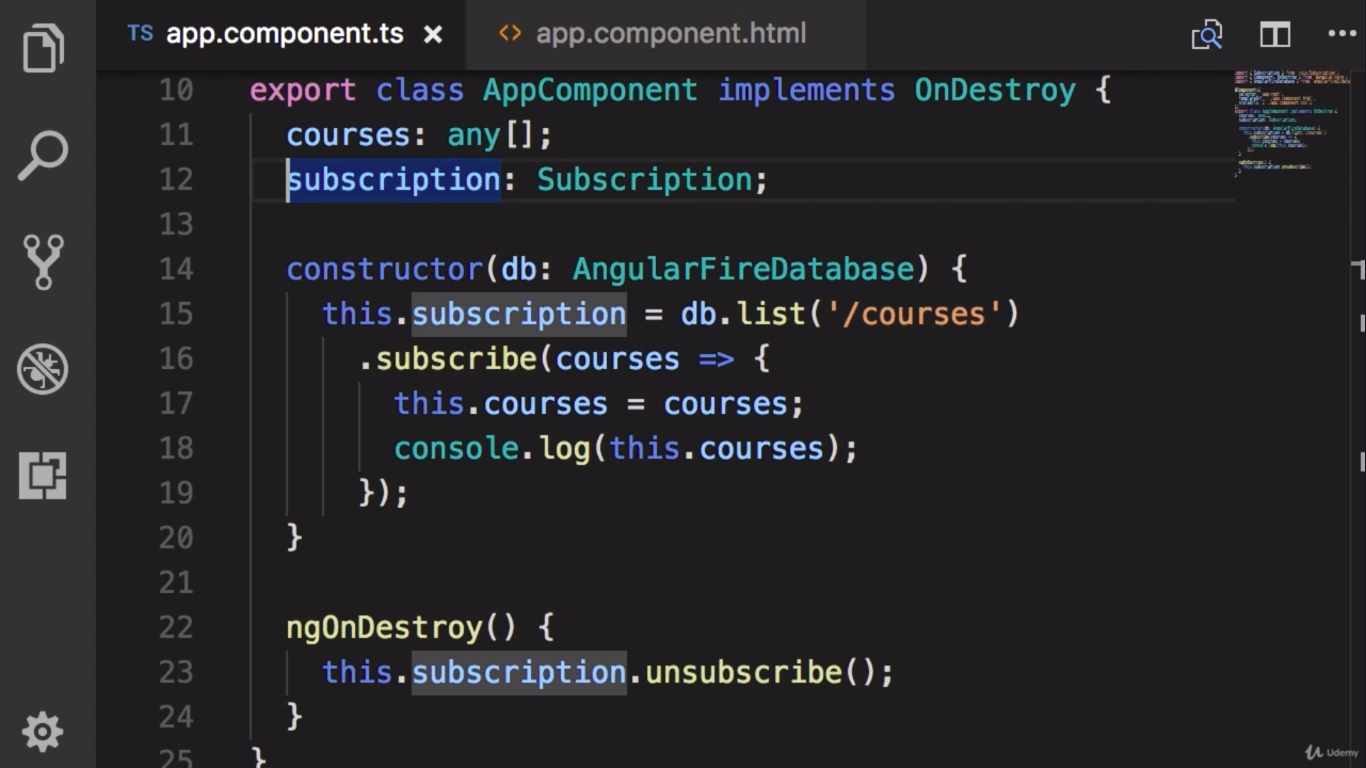 TS app.component.ts × <> app.component.html
10 export class AppComponent implements OnDestroy {
11 courses: any[];
12 subscription: Subscription;
13
14 constructor(db: AngularFireDatabase) {
15 this.subscription = db.list('/courses')
16 .subscribe(courses => {
17 this.courses = courses;
18 console.log(this.courses);
19 });
20 }
21
22 ngOnDestroy() {
23 this.subscription.unsubscribe();
24 }
25 }
Udemy